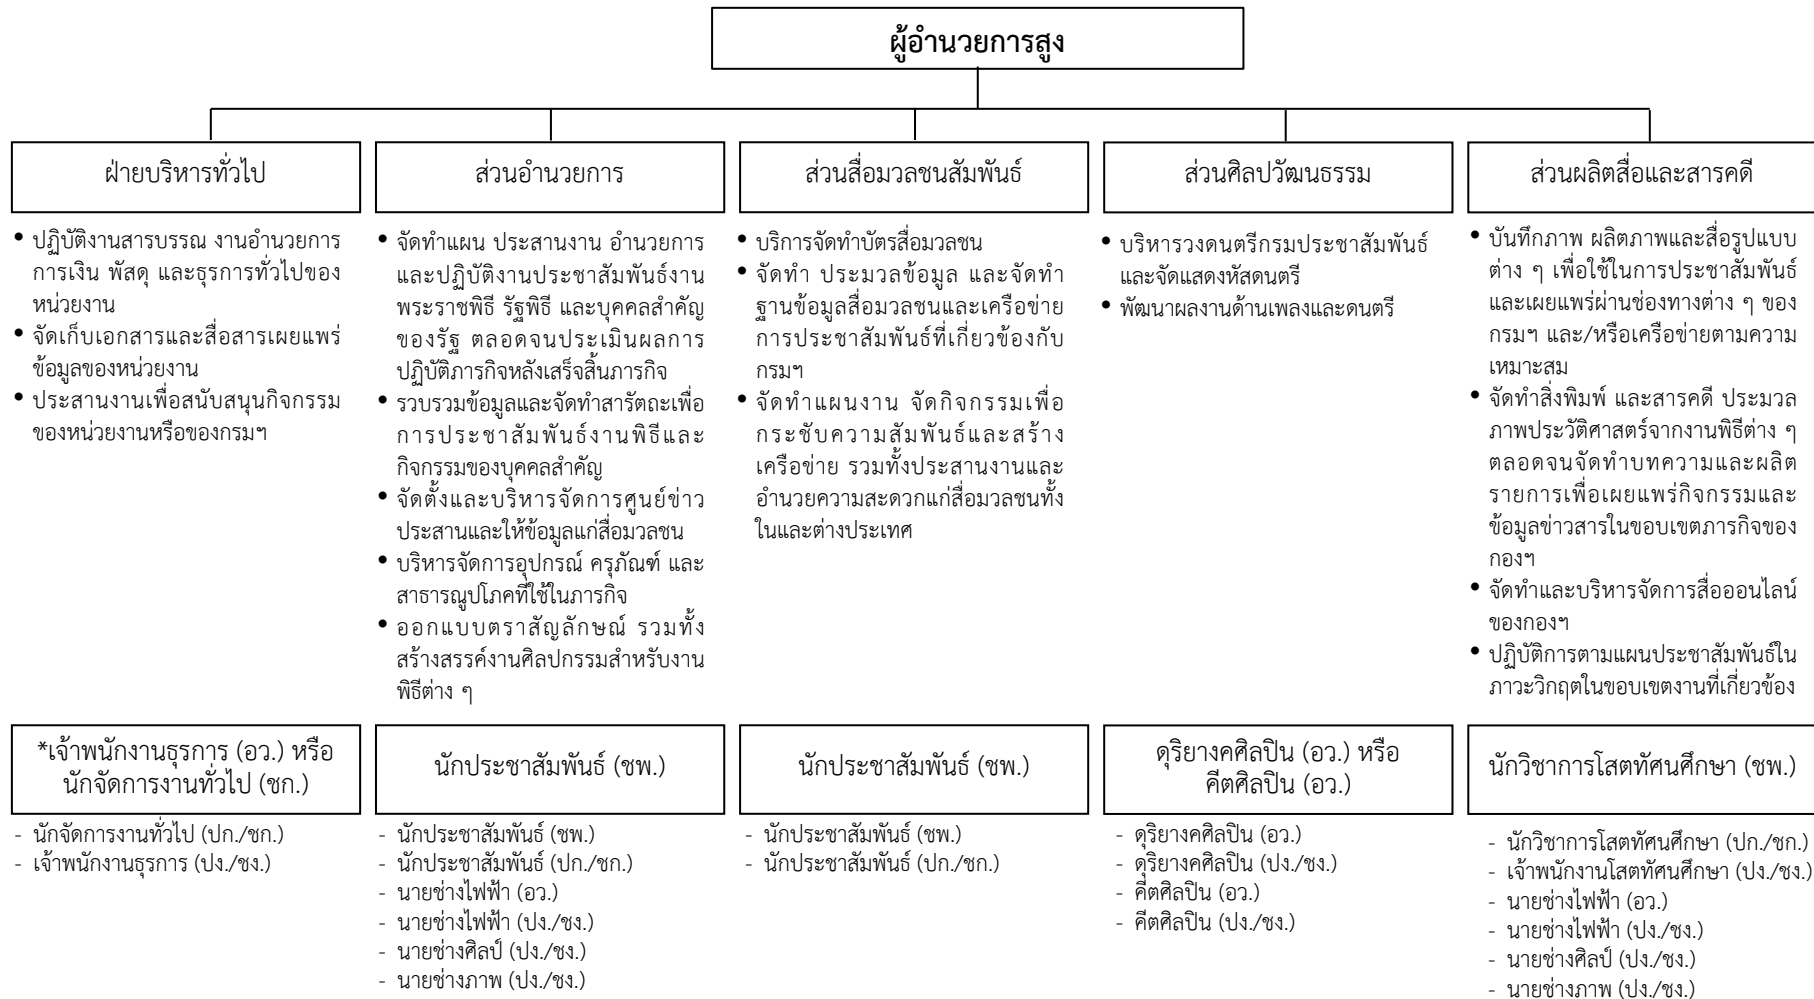 ผู้อำนวยการสูง
ฝ่ายบริหารทั่วไป
• ปฏิบัติงานสารบรรณ งานอำนวยการ
การเงิน พัสดุ และธุรการทั่วไปของ
หน่วยงาน
• จัดเก็บเอกสารและสื่อสารเผยแพร่
ข้อมูลของหน่วยงาน
• ประสานงานเพื่อสนับสนุนกิจกรรม
ของหน่วยงานหรือของกรมฯ
*เจ้าพนักงานธุรการ (อว.) หรือ
นักจัดการงานทั่วไป (ชก.)
- นักจัดการงานทั่วไป (ปก./ชก.)
- เจ้าพนักงานธุรการ (ปง./ชง.)
ส่วนอำนวยการ
• จัดทำแผน ประสานงาน อำนวยการ
และปฏิบัติงานประชาสัมพันธ์งาน
พระราชพิธี รัฐพิธี และบุคคลสำคัญ
ของรัฐ ตลอดจนประเมินผลการ
ปฏิบัติภารกิจหลังเสร็จสิ้นภารกิจ
• รวบรวมข้อมูลและจัดทำสารัตถะเพื่อ
การประชาสัมพันธ์งานพิธีและ
กิจกรรมของบุคคลสำคัญ
• จัดตั้งและบริหารจัดการศูนย์ข่าว
ประสานและให้ข้อมูลแก่สื่อมวลชน
• บริหารจัดการอุปกรณ์ ครุภัณฑ์ และ
สาธารณูปโภคที่ใช้ในภารกิจ
• ออกแบบตราสัญลักษณ์ รวมทั้ง
สร้างสรรค์งานศิลปกรรมสำหรับงาน
พิธีต่าง ๆ
นักประชาสัมพันธ์ (ชพ.)
- นักประชาสัมพันธ์ (ชพ.)
- นักประชาสัมพันธ์ (ปก./ชก.)
- นายช่างไฟฟ้า (อว.)
- นายช่างไฟฟ้า (ปง./ชง.)
- นายช่างศิลป์ (ปง./ชง.)
- นายช่างภาพ (ปง./ชง.)
ส่วนสื่อมวลชนสัมพันธ์
• บริการจัดทำบัตรสื่อมวลชน
• จัดทำ ประมวลข้อมูล และจัดทำ
ฐานข้อมูลสื่อมวลชนและเครือข่าย
การประชาสัมพันธ์ที่เกี่ยวข้องกับ
กรมฯ
• จัดทำแผนงาน จัดกิจกรรมเพื่อ
กระชับความสัมพันธ์และสร้าง
เครือข่าย รวมทั้งประสานงานและ
อำนวยความสะดวกแก่สื่อมวลชนทั้ง
ในและต่างประเทศ
นักประชาสัมพันธ์ (ชพ.)
- นักประชาสัมพันธ์ (ชพ.)
- นักประชาสัมพันธ์ (ปก./ชก.)
ส่วนศิลปวัฒนธรรม
• บริหารวงดนตรีกรมประชาสัมพันธ์
และจัดแสดงทัสดนตรี
• พัฒนาผลงานด้านเพลงและดนตรี
ดุริยางคศิลปิน (อว.) หรือ
คีตศิลปิน (อว.)
- ดุริยางคศิลปิน (อว.)
- ดุริยางคศิลปิน (ปง./ชง.)
- คีตศิลปิน (อว.)
- คีตศิลปิน (ปง./ชง.)
ส่วนผลิตสื่อและสารคดี
• บันทึกภาพ ผลิตภาพและสื่อรูปแบบ
ต่าง ๆ เพื่อใช้ในการประชาสัมพันธ์
และเผยแพร่ผ่านช่องทางต่าง ๆ ของ
กรมฯ และ/หรือเครือข่ายตามความ
เหมาะสม
• จัดทำสิ่งพิมพ์ และสารคดี ประมวล
ภาพประวัติศาสตร์จากงานพิธีต่าง ๆ
ตลอดจนจัดทำบทความและผลิต
รายการเพื่อเผยแพร่กิจกรรมและ
ข้อมูลข่าวสารในขอบเขตภารกิจของ
กองฯ
• จัดทำและบริหารจัดการสื่อออนไลน์
ของกองฯ
• ปฏิบัติการตามแผนประชาสัมพันธ์ใน
ภาวะวิกฤตในขอบเขตงานที่เกี่ยวข้อง
นักวิชาการโสตทัศนศึกษา (ชพ.)
- นักวิชาการโสตทัศนศึกษา (ปก./ชก.)
- เจ้าพนักงานโสตทัศนศึกษา (ปง./ชง.)
- นายช่างไฟฟ้า (อว.)
- นายช่างไฟฟ้า (ปง./ชง.)
- นายช่างศิลป์ (ปง./ชง.)
- นายช่างภาพ (ปง./ชง.)